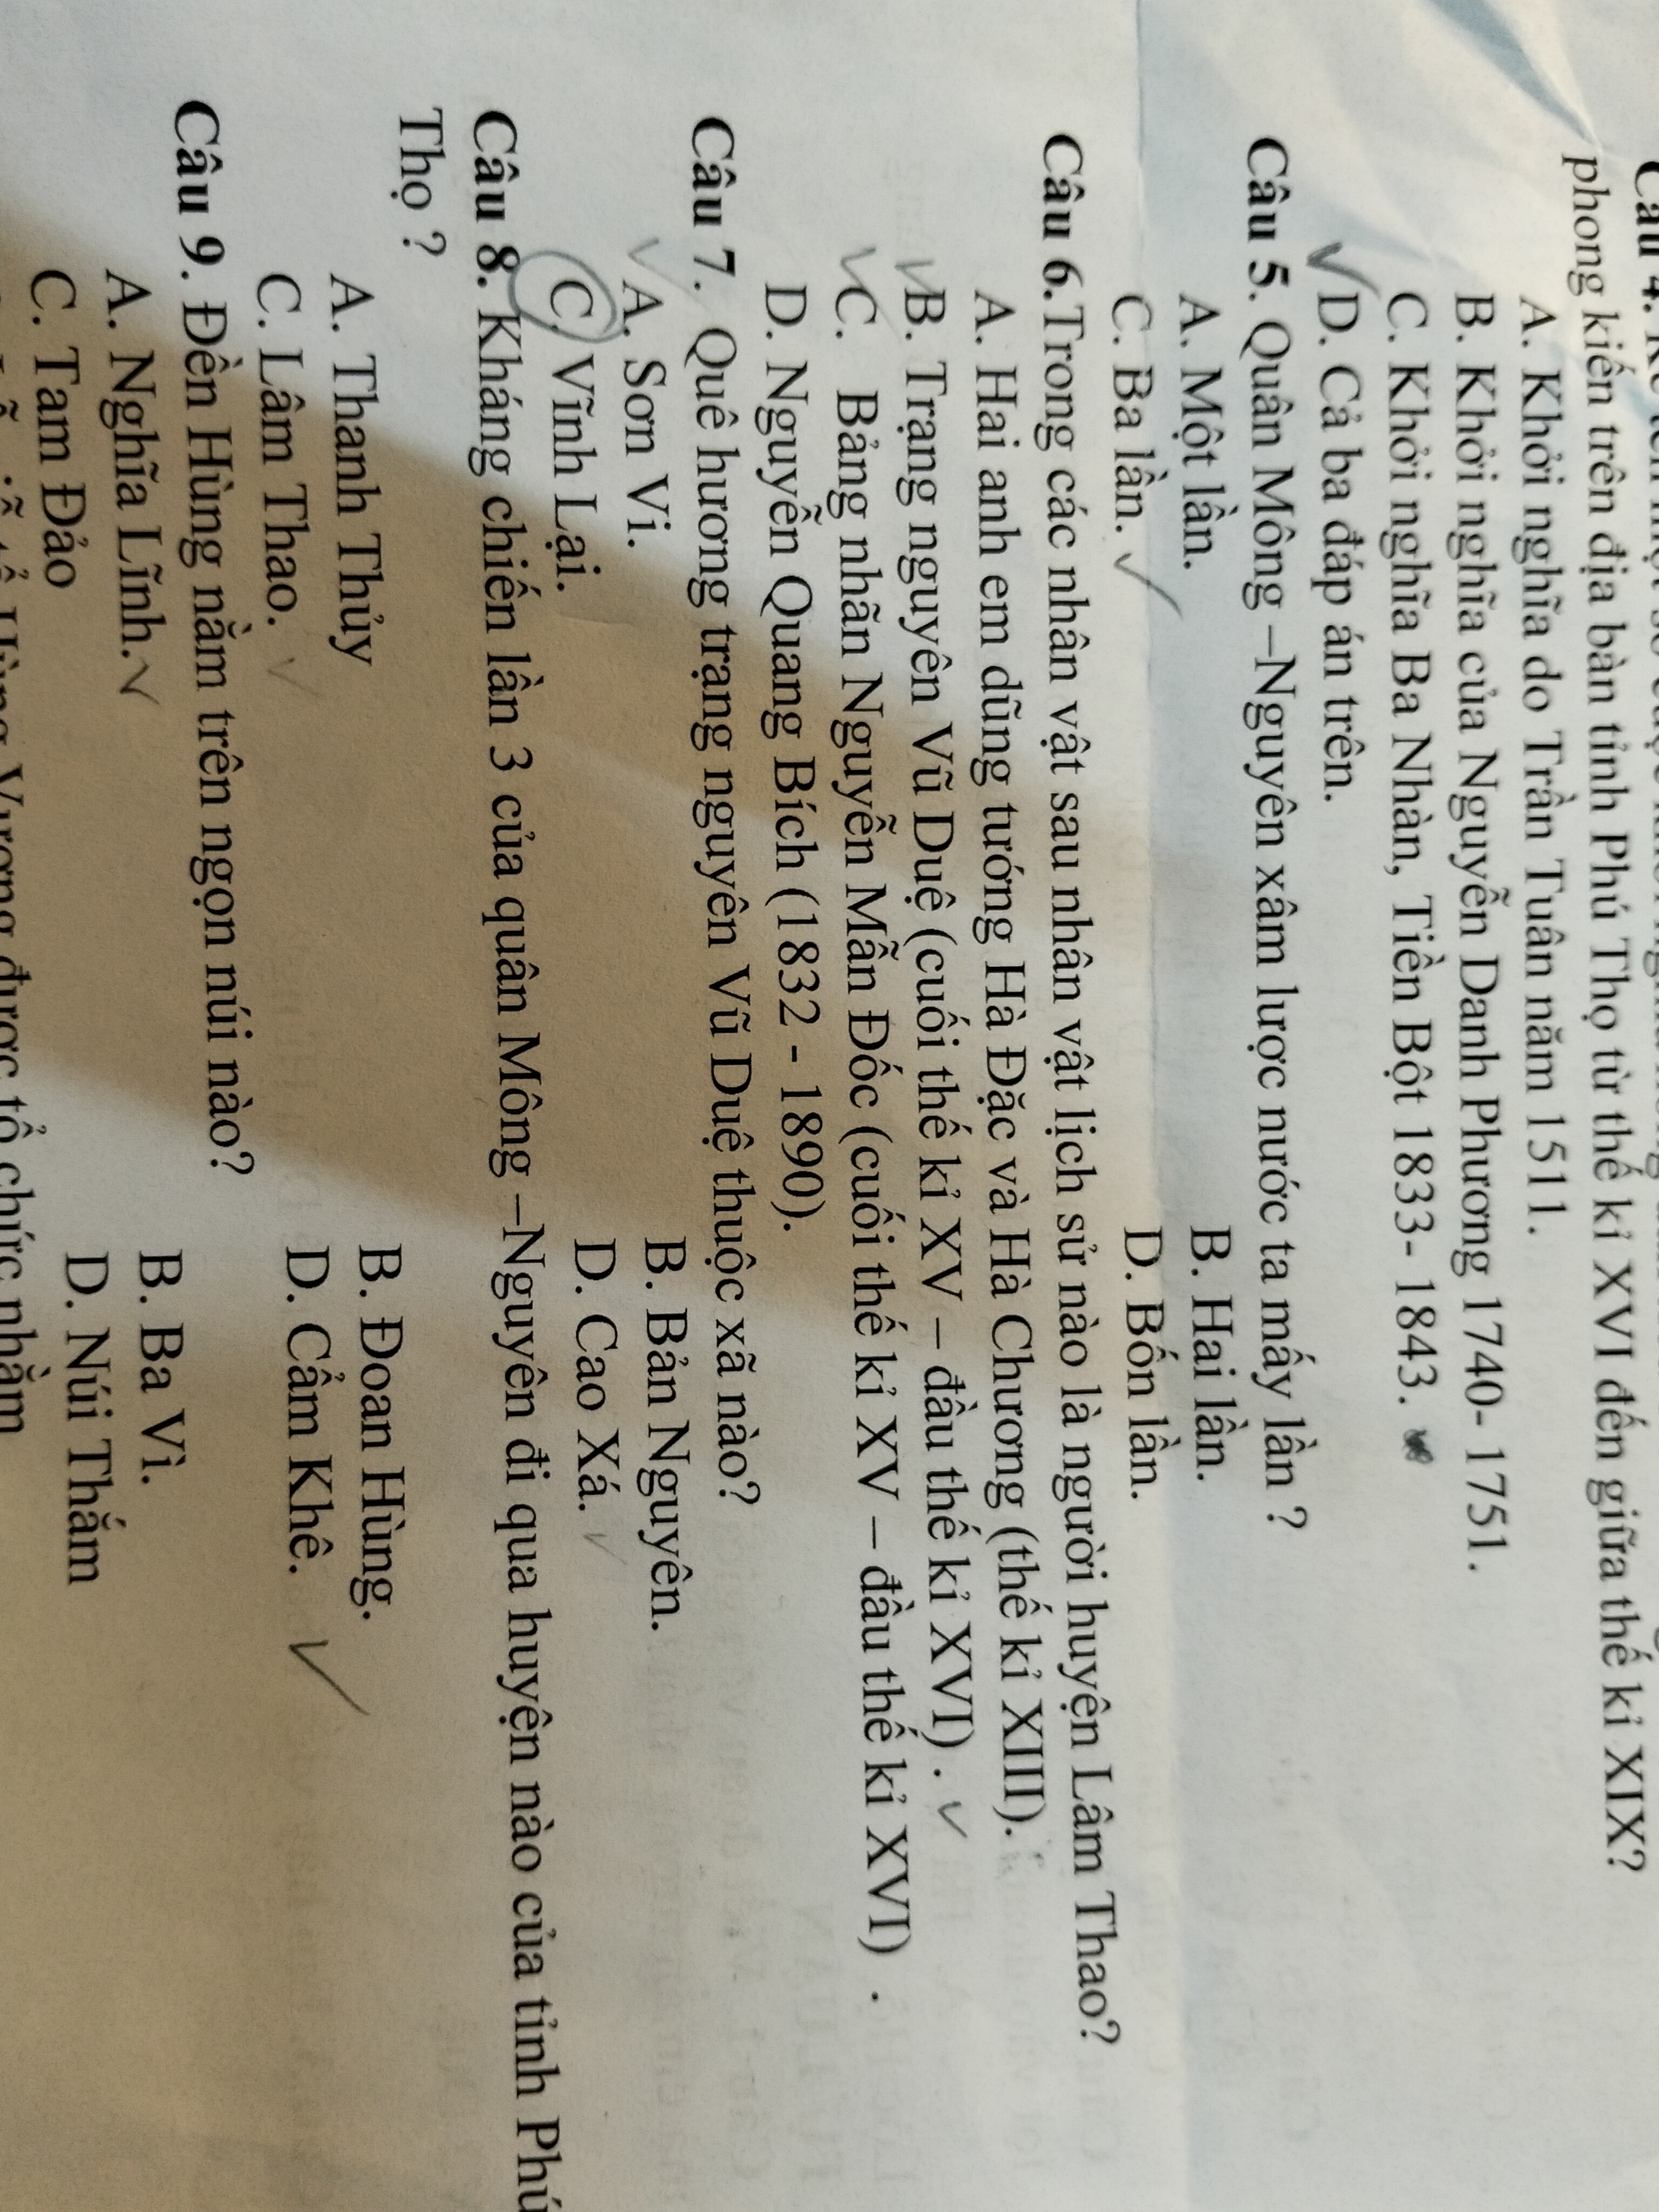 Câu 4.
phong kiến trên địa bàn tỉnh Phú Thọ từ thế kỉ XVI đến giữa thế kỉ XIX?
A. Khởi nghĩa do Trần Tuân năm 1511.
B. Khởi nghĩa của Nguyễn Danh Phương 1740- 1751.
C. Khởi nghĩa Ba Nhàn, Tiền Bột 1833- 1843.
D. Cả ba đáp án trên.
Câu 5. Quân Mông –Nguyên xâm lược nước ta mấy lần ?
A. Một lần. B. Hai lần.
C. Ba lần. D. Bốn lần.
Câu 6.Trong các nhân vật sau nhân vật lịch sử nào là người huyện Lâm Thao?
A. Hai anh em dũng tướng Hà Đặc và Hà Chương (thế kỉ XIII).
B. Trạng nguyên Vũ Duệ (cuối thế kỉ XV – đầu thế kỉ XVI) .
C. Bảng nhãn Nguyễn Mẫn Đốc (cuối thế kỉ XV – đầu thế kỉ XVI) .
D. Nguyễn Quang Bích (1832 - 1890).
Câu 7. Quê hương trạng nguyên Vũ Duệ thuộc xã nào?
A. Sơn Vi. B. Bản Nguyên.
C. Vĩnh Lại. D. Cao Xá.
Câu 8. Kháng chiến lần 3 của quân Mông –Nguyên đi qua huyện nào của tỉnh Phú
Thọ ?
A. Thanh Thủy B. Đoan Hùng.
C. Lâm Thao. D. Cẩm Khê.
Câu 9. Đền Hùng nằm trên ngọn núi nào?
A. Nghĩa Lĩnh. B. Ba Vì.
C. Tam Đảo D. Núi Thắm
Hùng Vương được tổ chức nhằm